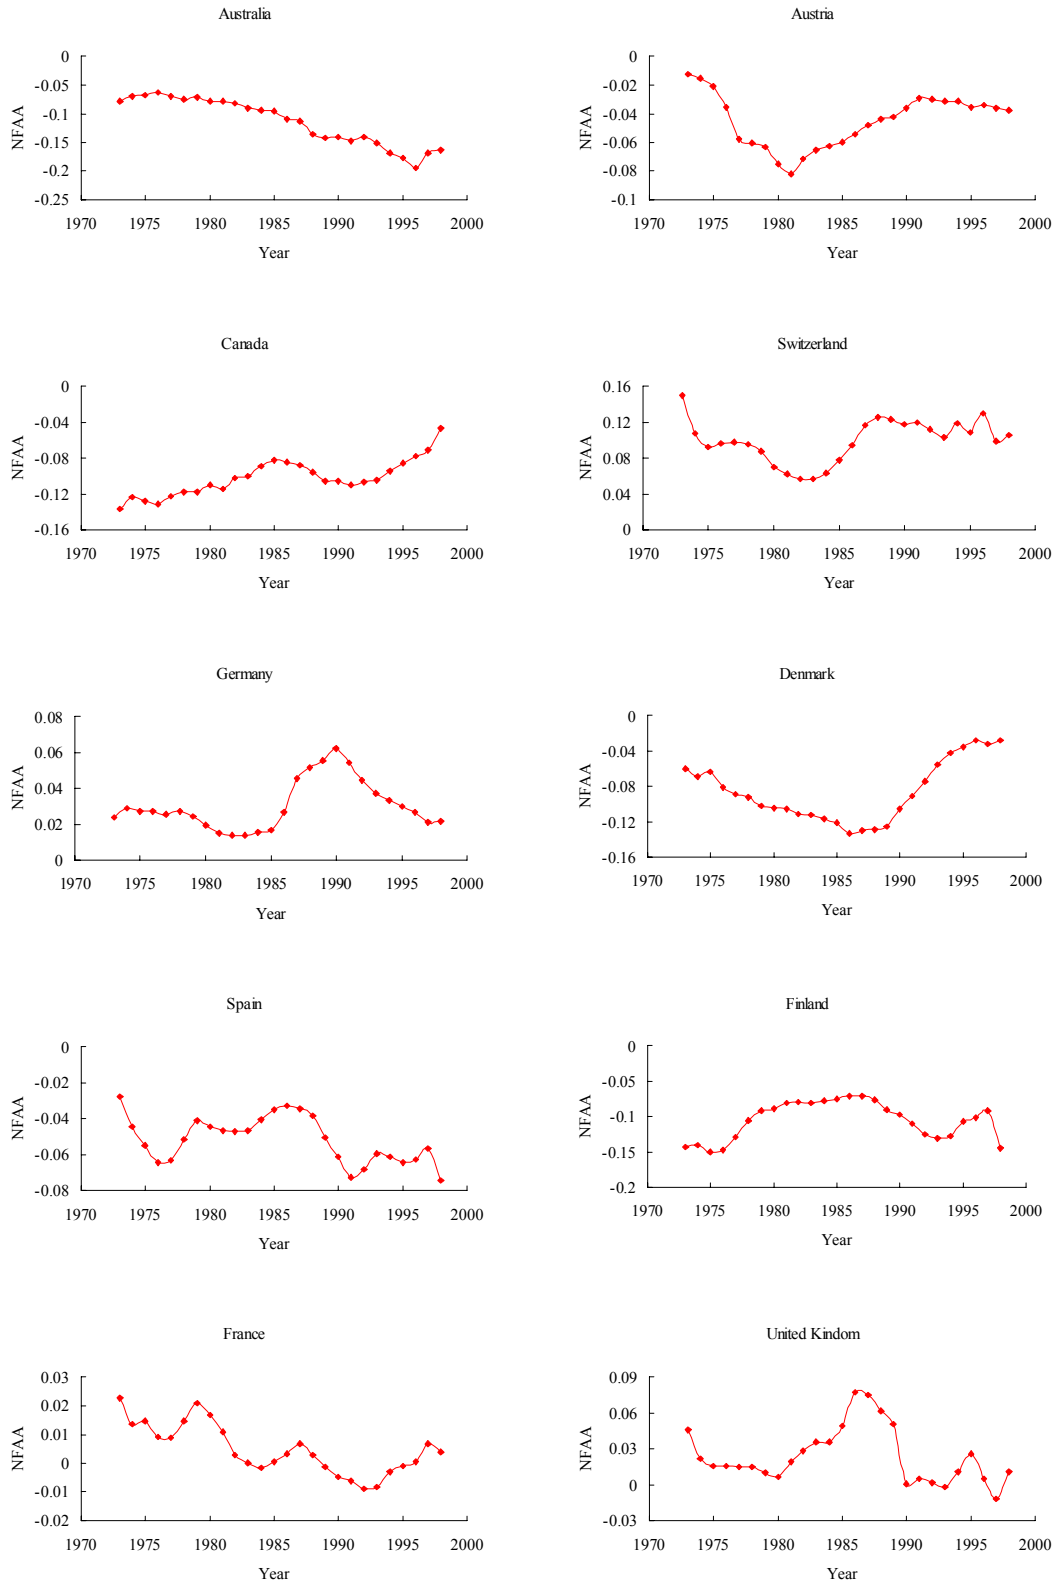 Australia
0
-0.05
-0.1
-0.15
-0.2
-0.25
NFAA
1970 1975 1980 1985 1990 1995 2000
Year
Austria
0
-0.02
-0.04
-0.06
-0.08
-0.1
NFAA
1970 1975 1980 1985 1990 1995 2000
Year
Canada
0
-0.04
-0.08
-0.12
-0.16
NFAA
1970 1975 1980 1985 1990 1995 2000
Year
Switzerland
0.16
0.12
0.08
0.04
0
NFAA
1970 1975 1980 1985 1990 1995 2000
Year
Germany
0.08
0.06
0.04
0.02
0
NFAA
1970 1975 1980 1985 1990 1995 2000
Year
Denmark
0
-0.04
-0.08
-0.12
-0.16
NFAA
1970 1975 1980 1985 1990 1995 2000
Year
Spain
0
-0.02
-0.04
-0.06
-0.08
NFAA
1970 1975 1980 1985 1990 1995 2000
Year
Finland
0
-0.05
-0.1
-0.15
-0.2
NFAA
1970 1975 1980 1985 1990 1995 2000
Year
France
0.03
0.02
0.01
0
-0.01
-0.02
NFAA
1970 1975 1980 1985 1990 1995 2000
Year
United Kindom
0.09
0.06
0.03
0
-0.03
NFAA
1970 1975 1980 1985 1990 1995 2000
Year